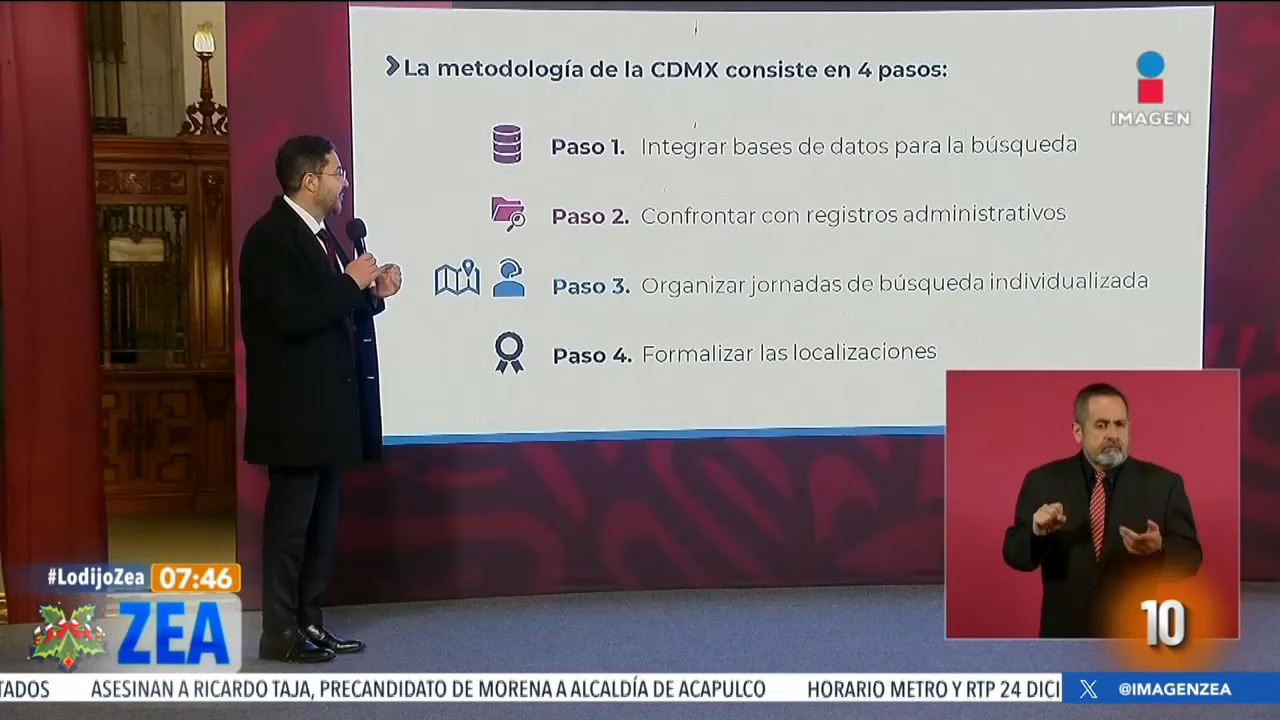 La metodología de la CDMX consiste en 4 pasos:
IMAGEN
Paso 1. Integrar bases de datos para la búsqueda
Paso 2. Confrontar con registros administrativos
Paso 3. Organizar jornadas de búsqueda individualizada
Paso 4. Formalizar las localizaciones
#LodijoZea 07:46
ZEA
10
TADOS ASESINAN A RICARDO TAJA, PRECANDIDATO DE MORENA A ALCALDÍA DE ACAPULCO HORARIO METRO Y RTP 24 DICI
@IMAGENZEA